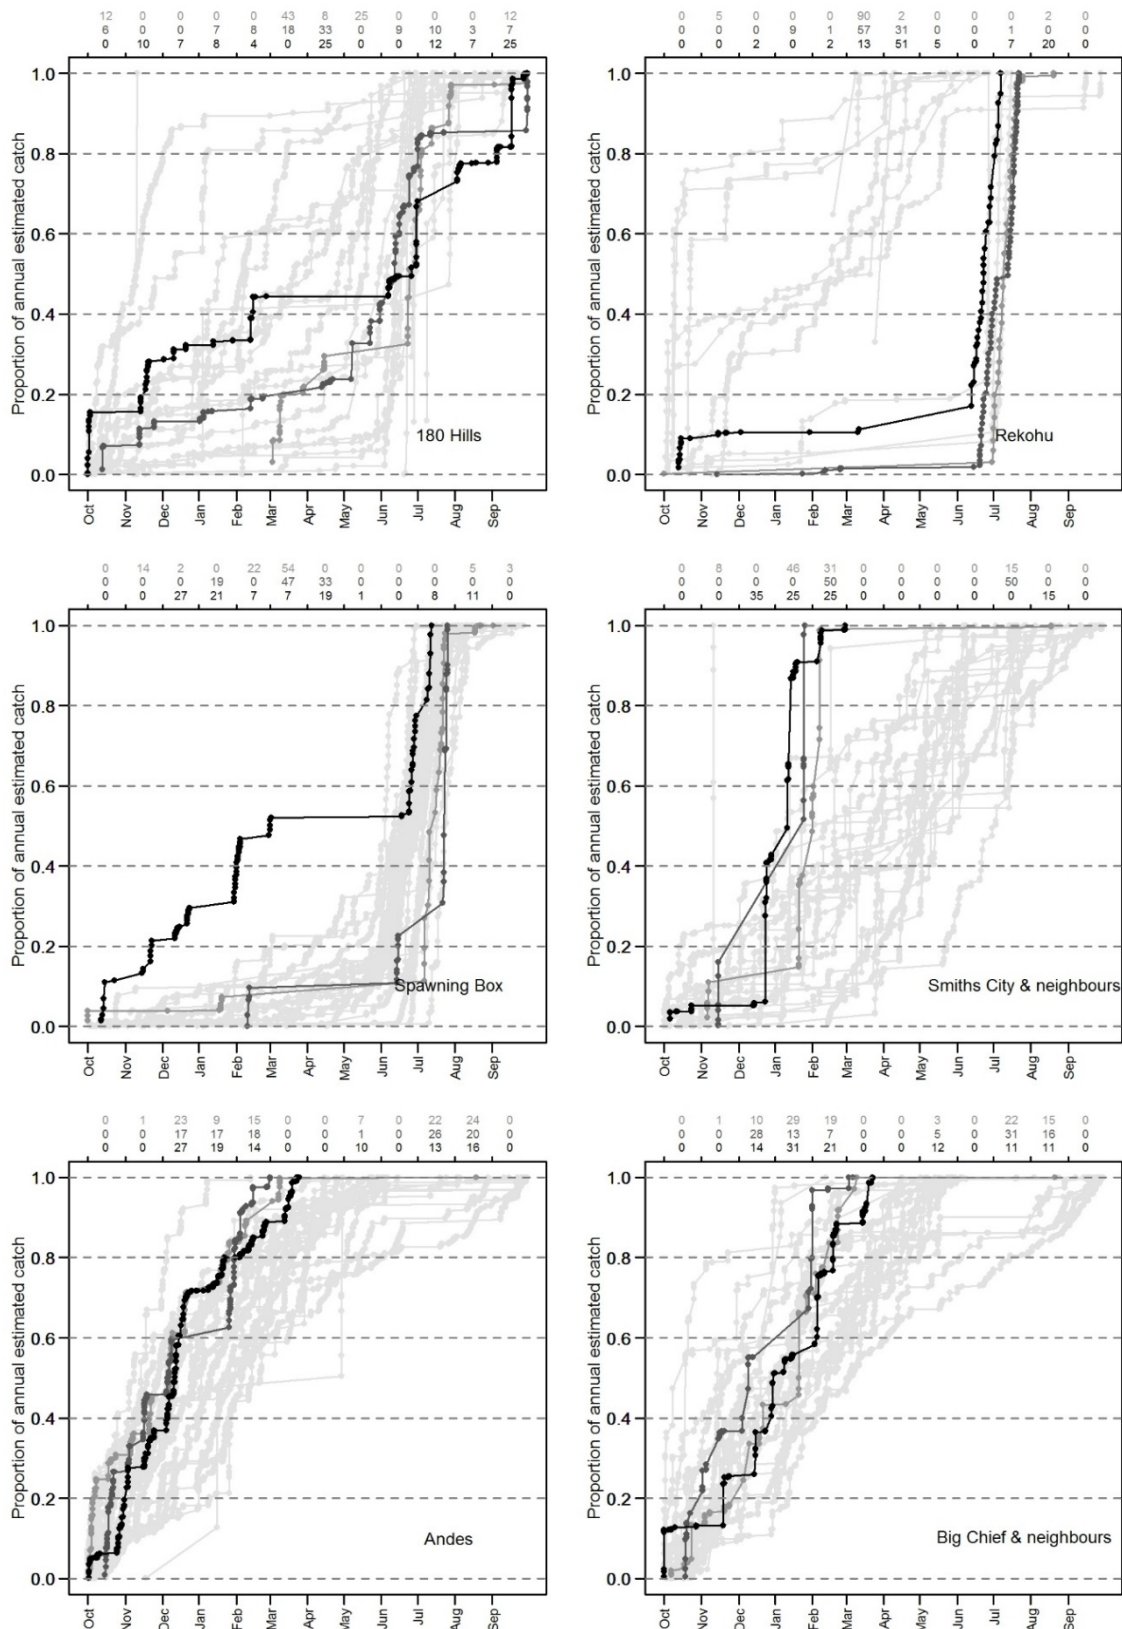 12 0 0 0 0 43 8 25 0 0 0 12
6 0 0 7 8 18 33 0 9 10 3 7
0 10 7 8 4 0 25 0 0 12 7 25
Proportion of annual estimated catch
1.0
0.8
0.6
0.4
0.2
0.0
180 Hills
Oct Nov Dec Jan Feb Mar Apr May Jun Jul Aug Sep
0 5 0 0 0 90 2 0 0 0 2 0
0 0 0 9 1 57 31 0 0 1 0 0
0 0 2 0 2 13 51 5 0 7 20 0
Proportion of annual estimated catch
1.0
0.8
0.6
0.4
0.2
0.0
Rekohu
Oct Nov Dec Jan Feb Mar Apr May Jun Jul Aug Sep
0 14 2 0 22 54 0 0 0 0 5 3
0 0 0 19 0 47 33 0 0 0 0 0
0 0 27 21 7 7 19 1 0 8 11 0
Proportion of annual estimated catch
1.0
0.8
0.6
0.4
0.2
0.0
Spawning Box
Oct Nov Dec Jan Feb Mar Apr May Jun Jul Aug Sep
0 8 0 46 31 0 0 0 0 15 0 0
0 0 0 0 50 0 0 0 0 50 0 0
0 0 35 25 25 0 0 0 0 0 15 0
Proportion of annual estimated catch
1.0
0.8
0.6
0.4
0.2
0.0
Smiths City & neighbours
Oct Nov Dec Jan Feb Mar Apr May Jun Jul Aug Sep
0 1 23 9 15 0 0 7 0 22 24 0
0 0 17 17 18 0 0 1 0 26 20 0
0 0 27 19 14 0 0 10 0 13 16 0
Proportion of annual estimated catch
1.0
0.8
0.6
0.4
0.2
0.0
Andes
Oct Nov Dec Jan Feb Mar Apr May Jun Jul Aug Sep
0 1 10 29 19 0 0 3 0 22 15 0
0 0 28 13 7 0 0 5 0 31 16 0
0 0 14 31 21 0 0 12 0 11 11 0
Proportion of annual estimated catch
1.0
0.8
0.6
0.4
0.2
0.0
Big Chief & neighbours
Oct Nov Dec Jan Feb Mar Apr May Jun Jul Aug Sep